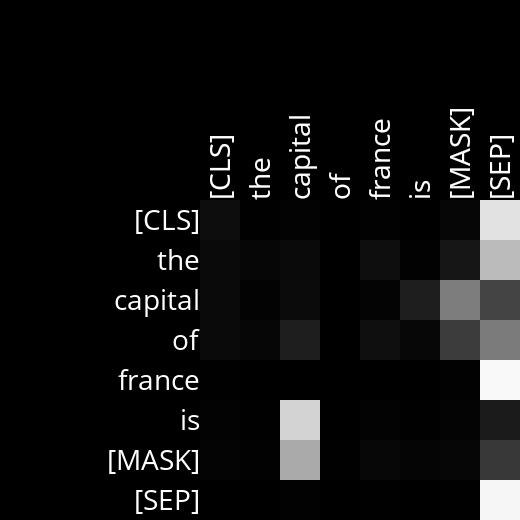 [CLS] the capital of france is [MASK] [SEP]
[CLS]
the
capital
of
france
is
[MASK]
[SEP]